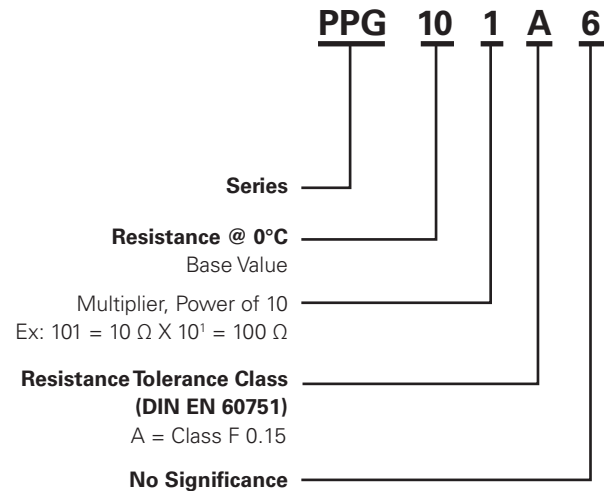 PPG 10 1 A 6
Series
Resistance @ 0°C
Base Value
Multiplier, Power of 10
Ex: 101 = 10 Ω X 10¹ = 100 Ω
Resistance Tolerance Class
(DIN EN 60751)
A = Class F 0.15
No Significance